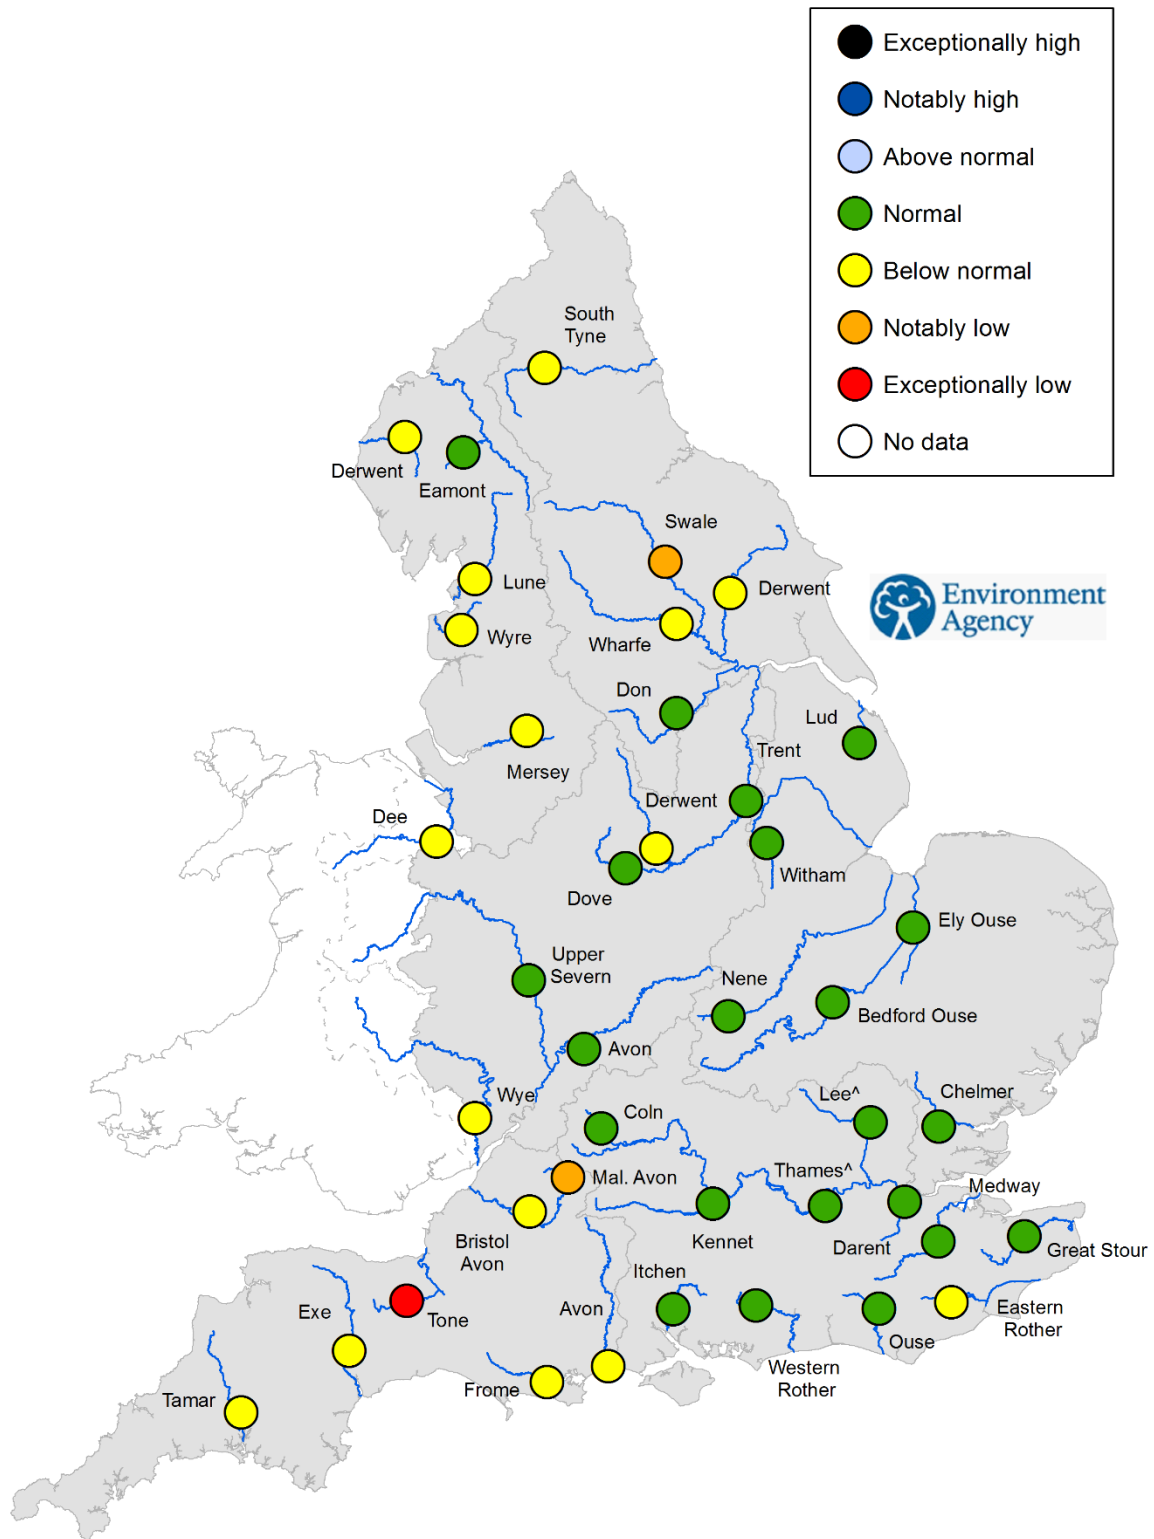 Exceptionally high
Notably high
Above normal
Normal
Below normal
Notably low
Exceptionally low
No data
South
Tyne
Derwent
Eamont
Swale
Lune
Derwent
Environment
Agency
Wyre
Wharfe
Don
Lud
Trent
Mersey
Derwent
Dee
Witham
Dove
Ely Ouse
Upper
Severn
Nene
Bedford Ouse
Avon
Wye
Coln
Lee^
Chelmer
Mal. Avon
Thames^
Medway
Bristol
Avon
Kennet
Darent
Great Stour
Itchen
Exe
Tone
Avon
Eastern
Rother
Ouse
Western
Rother
Frome
Tamar